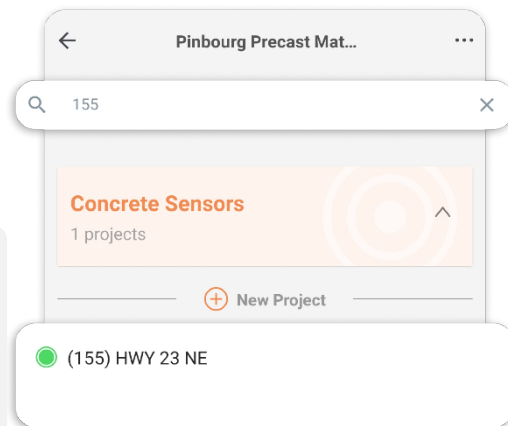 Pinbourg Precast Mat...
155
Concrete Sensors
1 projects
New Project
(155) HWY 23 NE